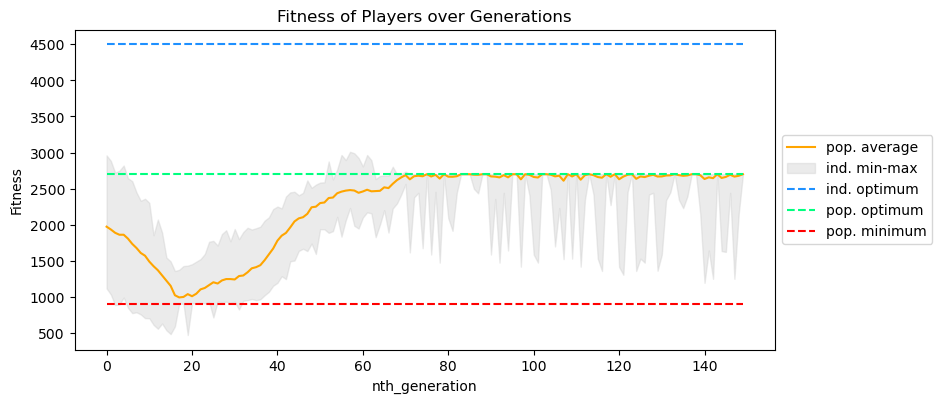 Fitness of Players over Generations
Fitness
4500
4000
3500
3000
2500
2000
1500
1000
500
0
20
40
60
80
100
120
140
nth_generation
pop. average
ind. min-max
ind. optimum
pop. optimum
pop. minimum